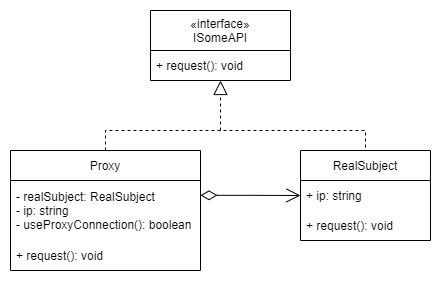 «interface»
ISomeAPI
+ request(): void
Proxy
- realSubject: RealSubject
- ip: string
- useProxyConnection(): boolean
+ request(): void
RealSubject
+ ip: string
+ request(): void